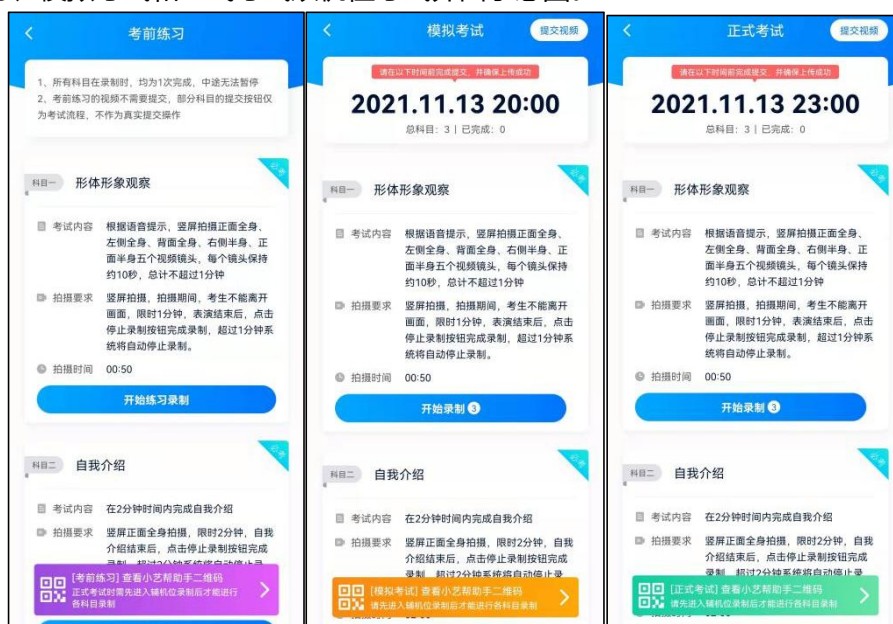 考前练习
1、所有科目在录制时，均为1次完成，中途无法暂停
2、考前练习的视频不需要提交，部分科目的提交按钮仅
为考试流程，不作为真实提交操作
必考
科目一 形体形象观察
考试内容 根据语音提示，竖屏拍摄正面全身、
左侧全身、背面全身、右侧半身、正
面半身五个视频镜头，每个镜头保持
约10秒，总计不超过1分钟
拍摄要求 竖屏拍摄，拍摄期间，考生不能离开
画面，限时1分钟，表演结束后，点击
停止录制按钮完成录制，超过1分钟系
统将自动停止录制。
拍摄时间 00:50
开始练习录制
必考
科目二 自我介绍
考试内容 在2分钟时间内完成自我介绍
拍摄要求 竖屏正面全身拍摄，限时2分钟，自我
介绍结束后，点击停止录制按钮完成
[考前练习] 查看小艺帮助手二维码
正式考试时需先进入辅机位录制后才能进行
各科目录制
模拟考试 提交视频
请在以下时间前完成提交，并确保上传成功
2021.11.13 20:00
总科目：3 | 已完成：0
必考
科目一 形体形象观察
考试内容 根据语音提示，竖屏拍摄正面全身、
左侧全身、背面全身、右侧半身、正
面半身五个视频镜头，每个镜头保持
约10秒，总计不超过1分钟
拍摄要求 竖屏拍摄，拍摄期间，考生不能离开
画面，限时1分钟，表演结束后，点击
停止录制按钮完成录制，超过1分钟系
统将自动停止录制。
拍摄时间 00:50
开始录制 3
必考
科目二 自我介绍
考试内容 在2分钟时间内完成自我介绍
拍摄要求 竖屏正面全身拍摄，限时2分钟，自我
介绍结束后，点击停止录制按钮完成
录制，超过2分钟系统将自动停止录
[模拟考试] 查看小艺帮助手二维码
请先进入辅机位录制后才能进行各科目录制
正式考试 提交视频
请在以下时间前完成提交，并确保上传成功
2021.11.13 23:00
总科目：3 | 已完成：0
必考
科目一 形体形象观察
考试内容 根据语音提示，竖屏拍摄正面全身、
左侧全身、背面全身、右侧半身、正
面半身五个视频镜头，每个镜头保持
约10秒，总计不超过1分钟
拍摄要求 竖屏拍摄，拍摄期间，考生不能离开
画面，限时1分钟，表演结束后，点击
停止录制按钮完成录制，超过1分钟系
统将自动停止录制。
拍摄时间 00:50
开始录制 3
必考
科目二 自我介绍
考试内容 在2分钟时间内完成自我介绍
拍摄要求 竖屏正面全身拍摄，限时2分钟，自我
介绍结束后，点击停止录制按钮完成
录制，超过2分钟系统将自动停止录
[正式考试] 查看小艺帮助手二维码
请先进入辅机位录制后才能进行各科目录制